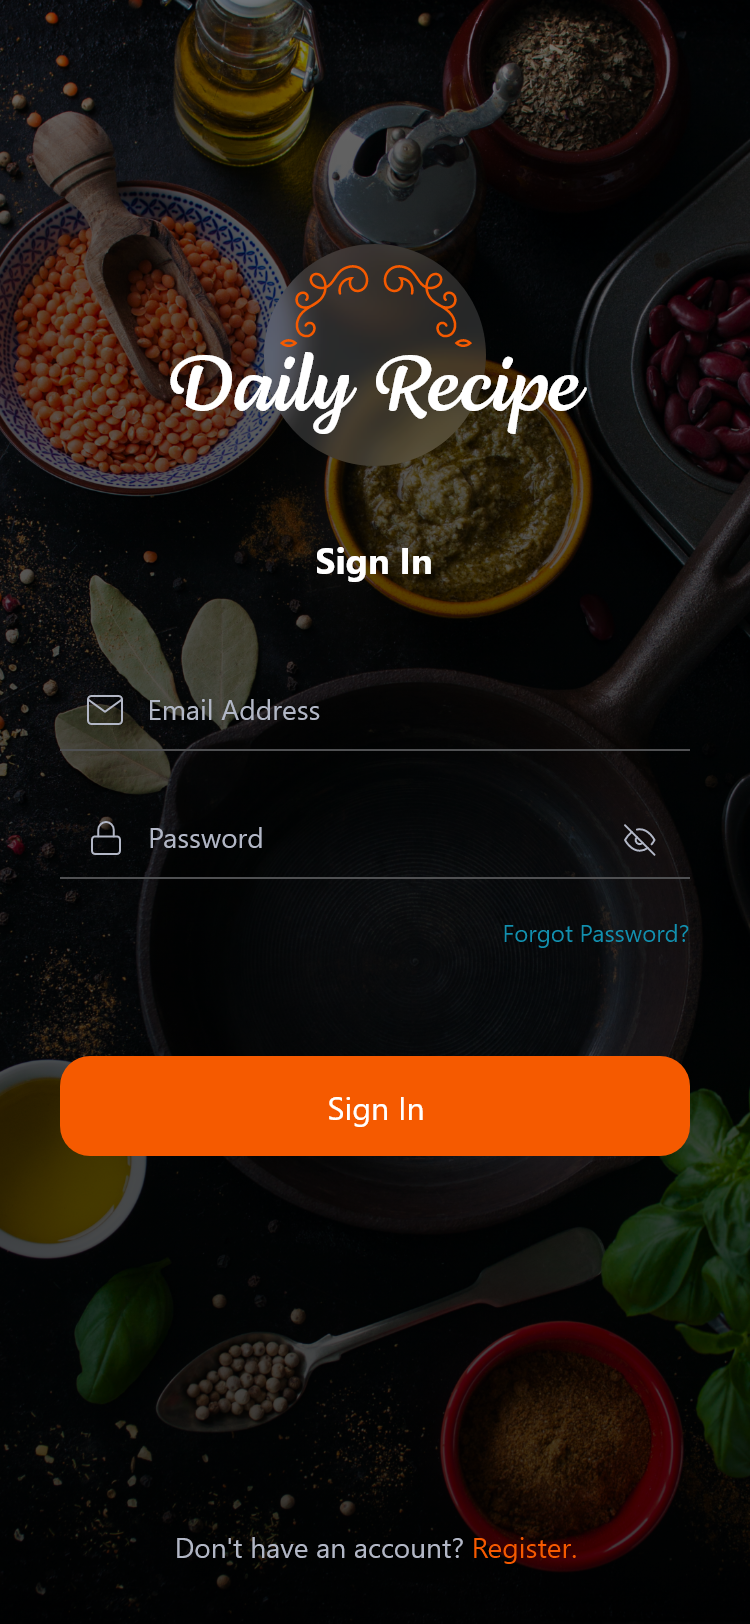 Daily Recipe
Sign In
Email Address
Password
Forgot Password?
Sign In
Don't have an account? Register.